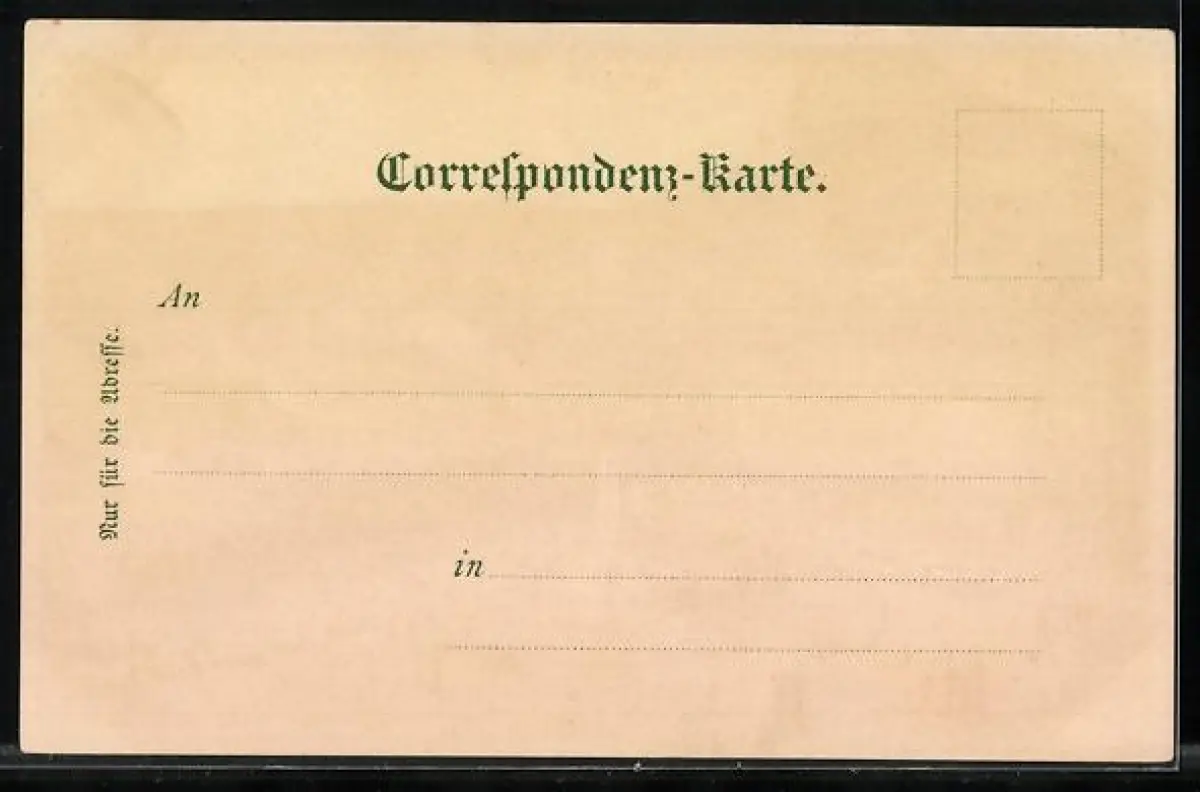 Correſpondenz-Karte.
An
Nur für die Adreſſe.
in